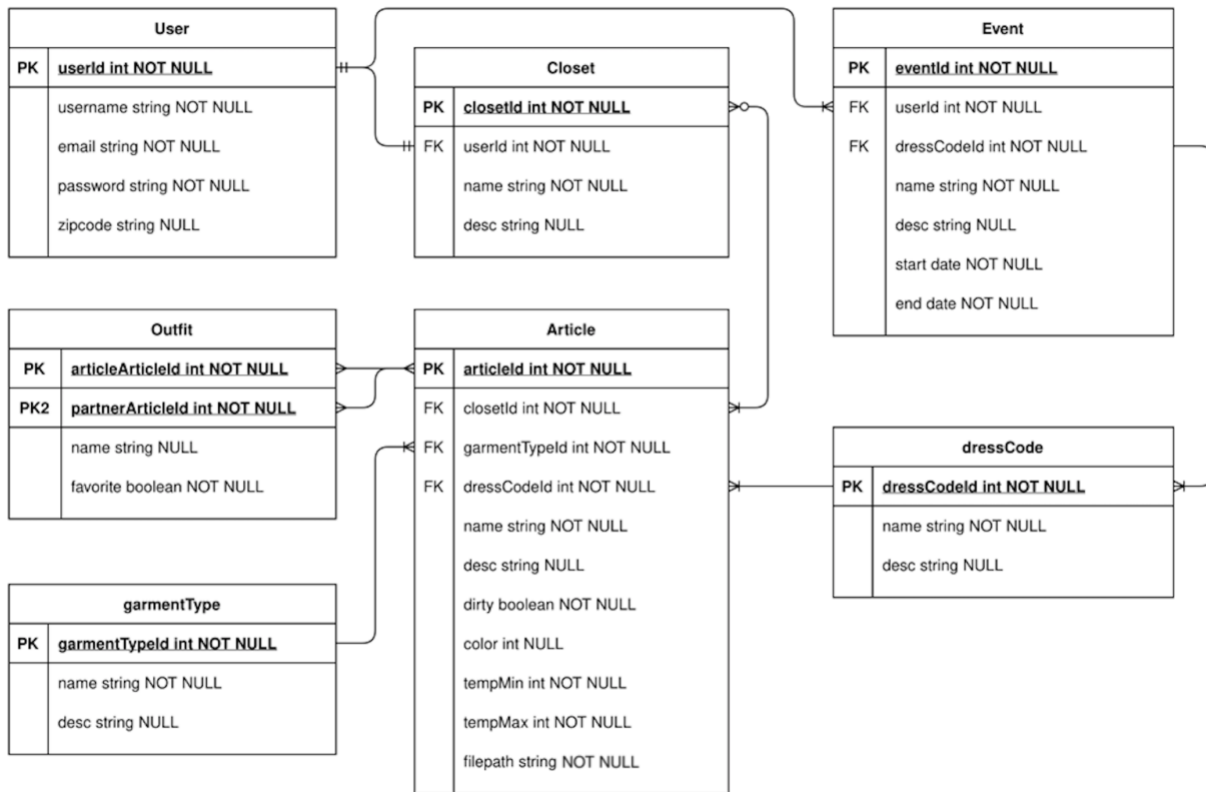 User
PK userId int NOT NULL
username string NOT NULL
email string NOT NULL
password string NOT NULL
zipcode string NULL
Closet
PK closetId int NOT NULL
FK userId int NOT NULL
name string NOT NULL
desc string NULL
Event
PK eventId int NOT NULL
FK userId int NOT NULL
FK dressCodeId int NOT NULL
name string NOT NULL
desc string NULL
start date NOT NULL
end date NOT NULL
Outfit
PK articleArticleId int NOT NULL
PK2 partnerArticleId int NOT NULL
name string NULL
favorite boolean NOT NULL
Article
PK articleId int NOT NULL
FK closetId int NOT NULL
FK garmentTypeId int NOT NULL
FK dressCodeId int NOT NULL
name string NOT NULL
desc string NULL
dirty boolean NOT NULL
color int NULL
tempMin int NOT NULL
tempMax int NOT NULL
filepath string NOT NULL
dressCode
PK dressCodeId int NOT NULL
name string NOT NULL
desc string NULL
garmentType
PK garmentTypeId int NOT NULL
name string NOT NULL
desc string NULL